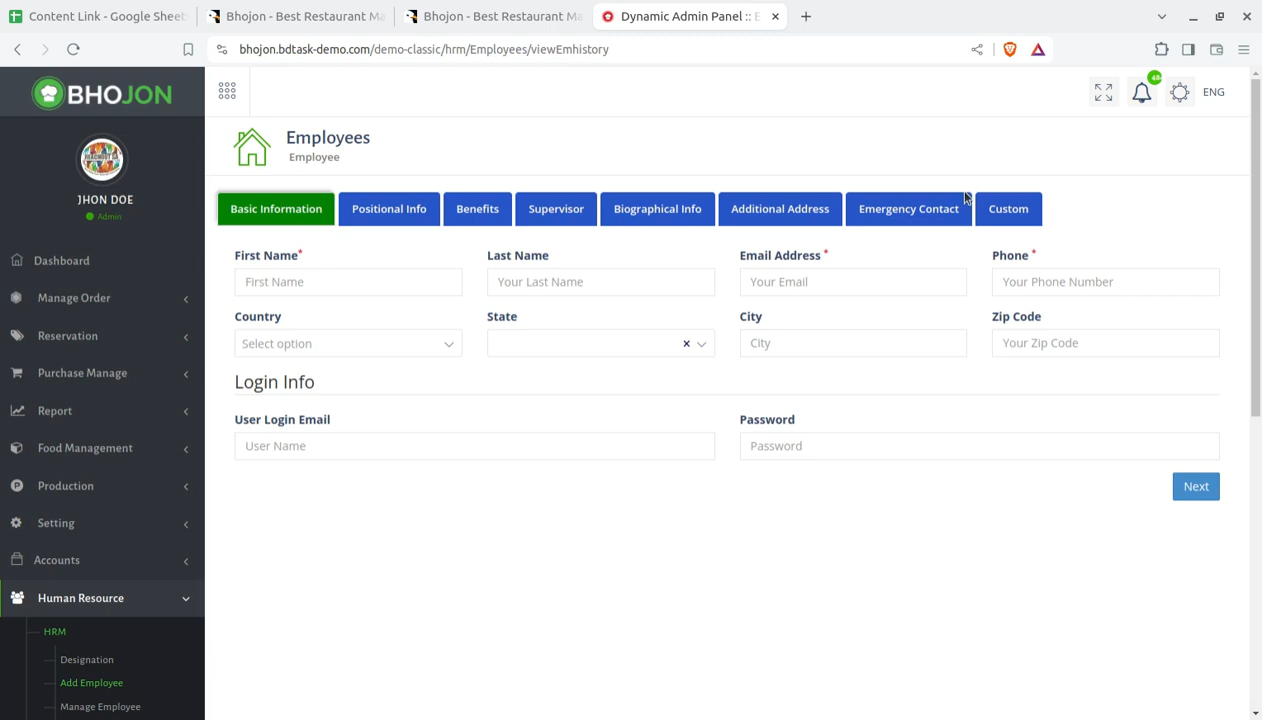 Content Link - Google Sheet
Bhojon - Best Restaurant Ma
Bhojon - Best Restaurant Ma
Dynamic Admin Panel :: E
bhojon.bdtask-demo.com/demo-classic/hrm/Employees/viewEmhistory
BHOJON
ENG
JHON DOE
Admin
Employees
Employee
Basic Information
Positional Info
Benefits
Supervisor
Biographical Info
Additional Address
Emergency Contact
Custom
First Name*
Last Name
Email Address *
Phone *
First Name
Your Last Name
Your Email
Your Phone Number
Country
State
City
Zip Code
Select option
City
Your Zip Code
Login Info
User Login Email
Password
User Name
Password
Next
Dashboard
Manage Order
Reservation
Purchase Manage
Report
Food Management
Production
Setting
Accounts
Human Resource
HRM
Designation
Add Employee
Manage Employee